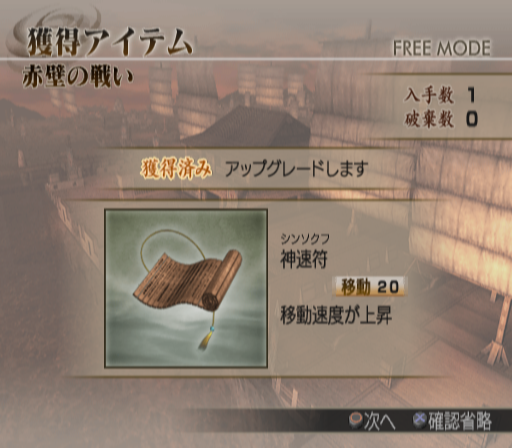 獲得アイテム
FREE MODE
赤壁の戦い
入手数 1
破棄数 0
獲得済み アップグレードします
シンソクフ
神速符
移動 20
移動速度が上昇
次へ 確認省略